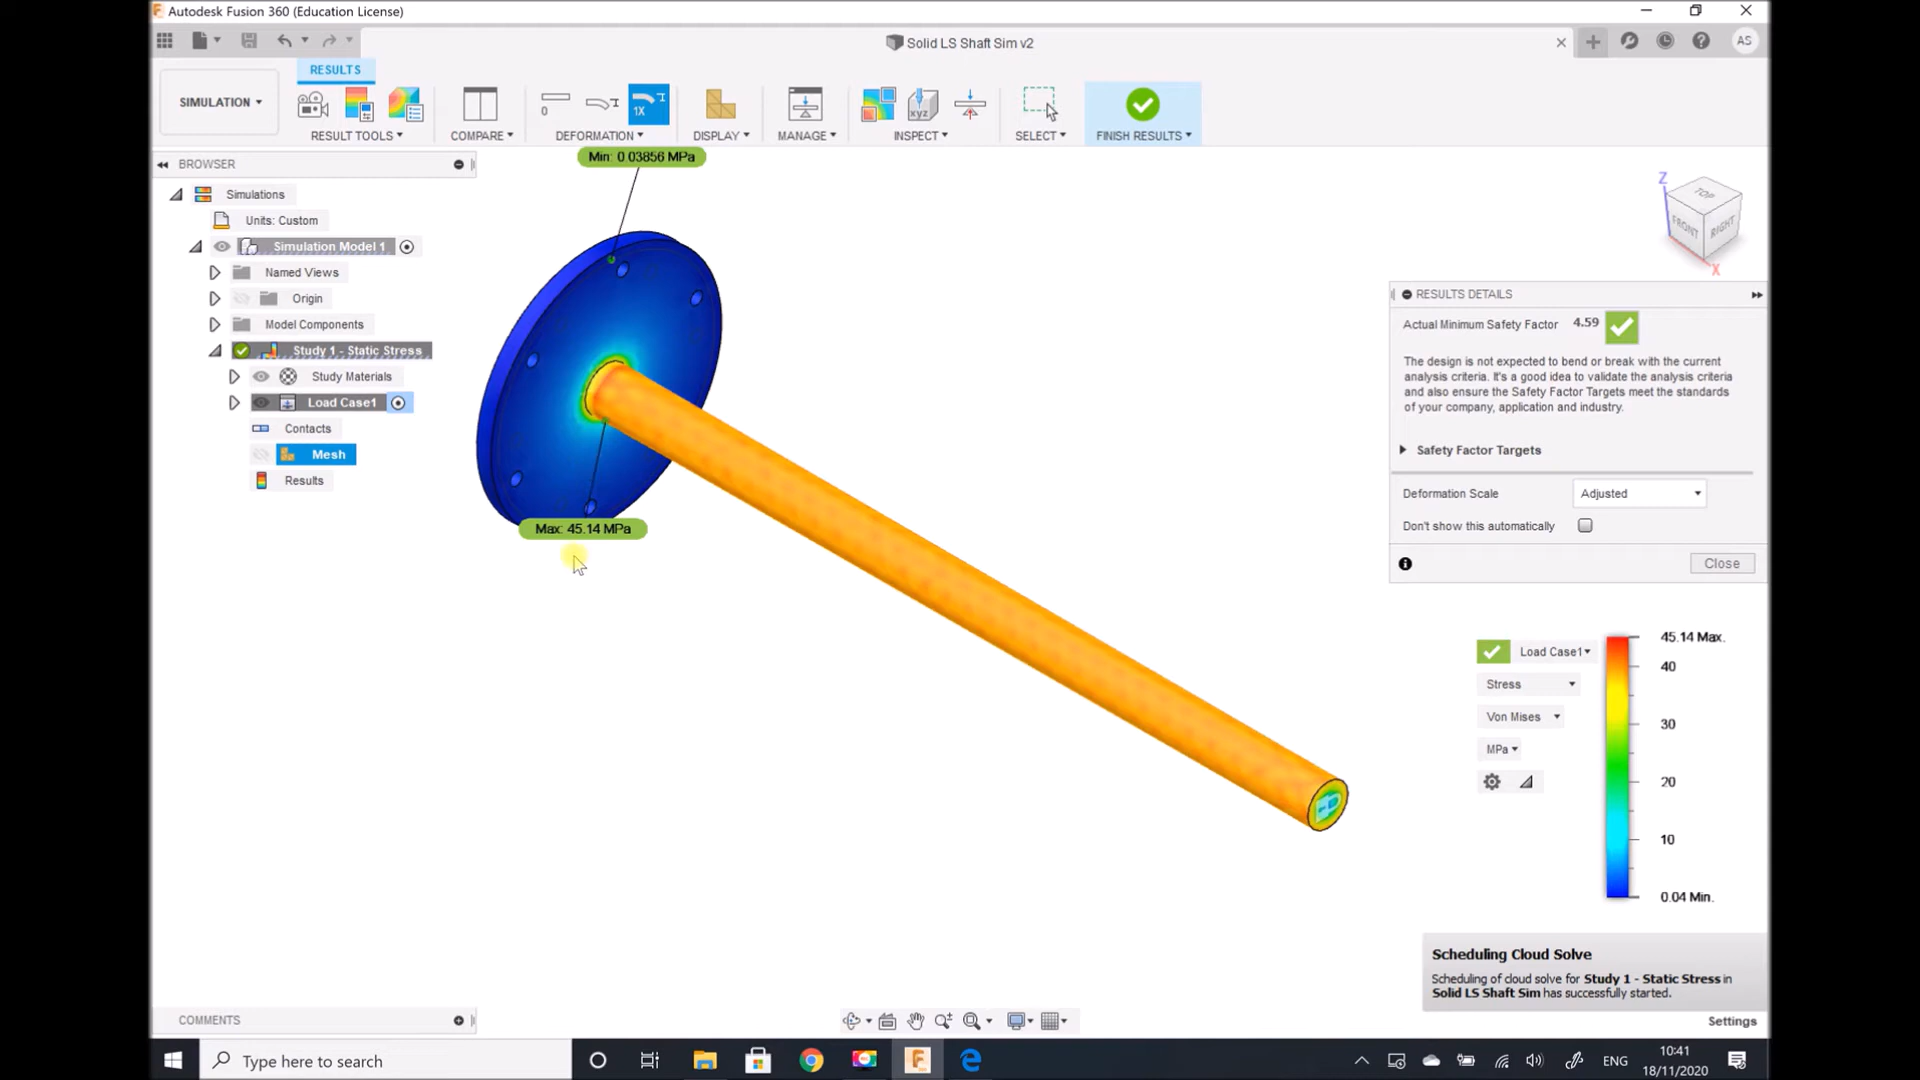 Autodesk Fusion 360 (Education License)
Solid LS Shaft Sim v2
AS
RESULTS
SIMULATION
RESULT TOOLS
COMPARE
0
1X
DEFORMATION
DISPLAY
MANAGE
xyz
INSPECT
SELECT
FINISH RESULTS
BROWSER
Simulations
Units: Custom
Simulation Model 1
Named Views
Origin
Model Components
Study 1 - Static Stress
Study Materials
Load Case1
Contacts
Mesh
Results
Min: 0.03856 MPa
Max: 45.14 MPa
Z
TOP
FRONT
RIGHT
X
RESULTS DETAILS
Actual Minimum Safety Factor 4.59
The design is not expected to bend or break with the current
analysis criteria. It's a good idea to validate the analysis criteria
and also ensure the Safety Factor Targets meet the standards
of your company, application and industry.
Safety Factor Targets
Deformation Scale Adjusted
Don't show this automatically
Close
Load Case1
Stress
Von Mises
MPa
45.14 Max.
40
30
20
10
0.04 Min.
Scheduling Cloud Solve
Scheduling of cloud solve for Study 1 - Static Stress in
Solid LS Shaft Sim has successfully started.
Settings
COMMENTS
Type here to search
ENG
10:41
18/11/2020